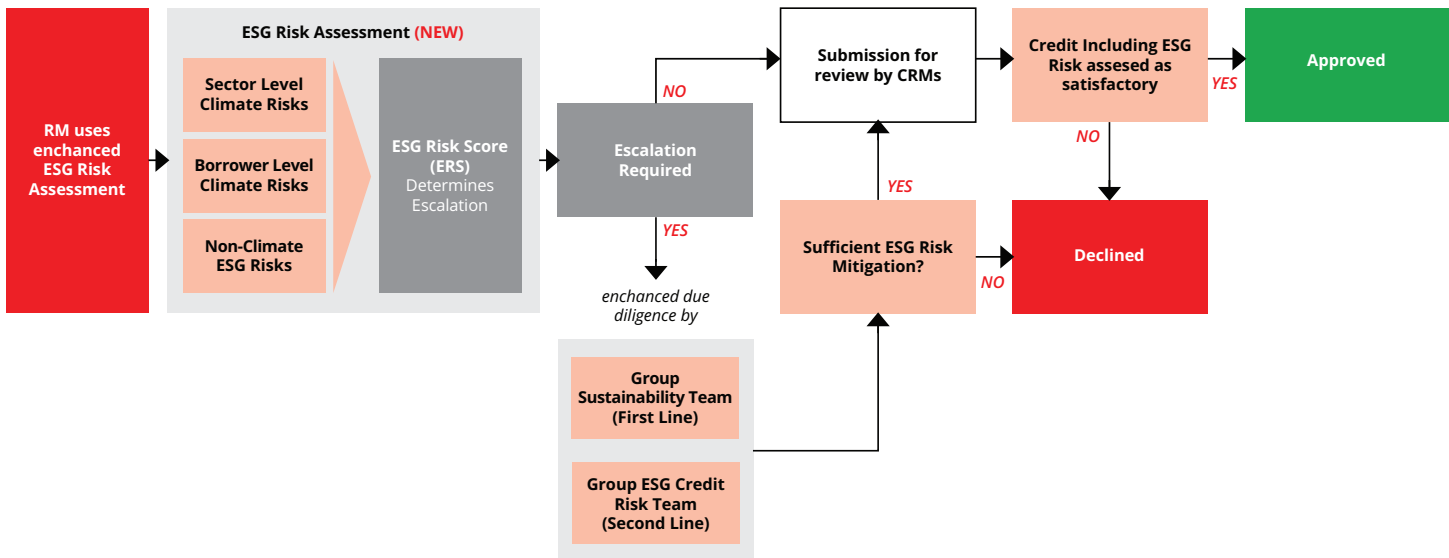 RM uses
enchanced
ESG Risk
Assessment
ESG Risk Assessment (NEW)
Sector Level
Climate Risks
Borrower Level
Climate Risks
Non-Climate
ESG Risks
ESG Risk Score
(ERS)
Determines
Escalation
Escalation
Required
NO
YES
enchanced due
diligence by
Group
Sustainability Team
(First Line)
Group ESG Credit
Risk Team
(Second Line)
Sufficient ESG Risk
Mitigation?
YES
NO
Submission for
review by CRMs
Credit Including ESG
Risk assesed as
satisfactory
YES
NO
Approved
Declined